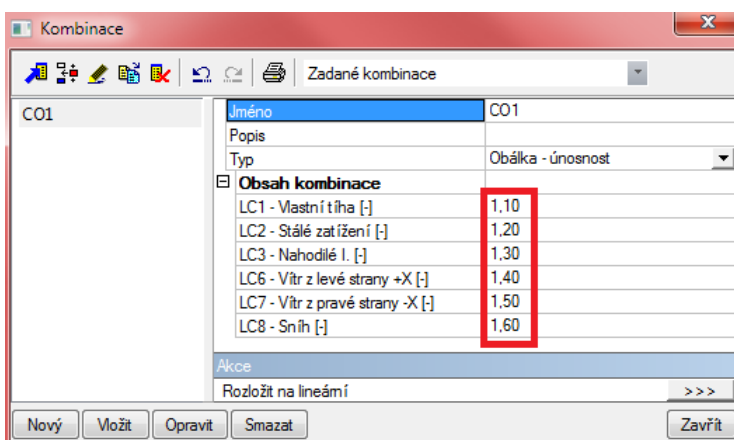 Kombinace
Zadané kombinace
CO1
Jméno CO1
Popis
Typ Obálka - únosnost
Obsah kombinace
LC1 - Vlastní tíha [-] 1,10
LC2 - Stálé zatížení [-] 1,20
LC3 - Nahodilé I. [-] 1,30
LC6 - Vítr z levé strany +X [-] 1,40
LC7 - Vítr z pravé strany -X [-] 1,50
LC8 - Sníh [-] 1,60
Akce
Rozložit na lineární >>>
Nový Vložit Opravit Smazat Zavřít